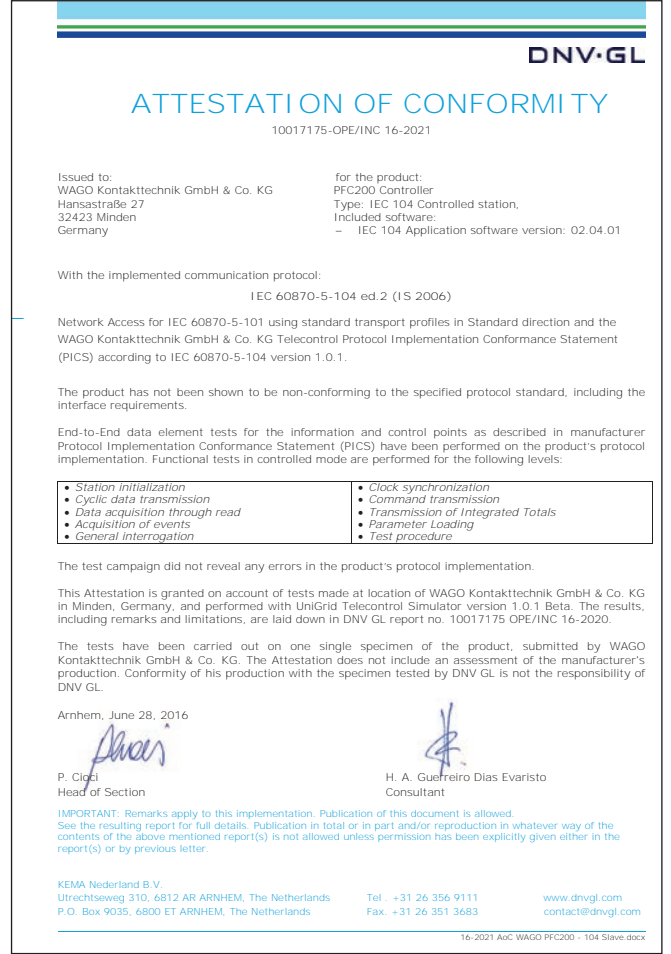 DNV·GL
ATTESTATION OF CONFORMITY
10017175-OPE/INC 16-2021
Issued to:
WAGO Kontakttechnik GmbH & Co. KG
Hansastraße 27
32423 Minden
Germany
for the product:
PFC200 Controller
Type: IEC 104 Controlled station,
Included software:
– IEC 104 Application software version: 02.04.01
With the implemented communication protocol:
IEC 60870-5-104 ed.2 (IS 2006)
Network Access for IEC 60870-5-101 using standard transport profiles in Standard direction and the
WAGO Kontakttechnik GmbH & Co. KG Telecontrol Protocol Implementation Conformance Statement
(PICS) according to IEC 60870-5-104 version 1.0.1.
The product has not been shown to be non-conforming to the specified protocol standard, including the
interface requirements.
End-to-End data element tests for the information and control points as described in manufacturer
Protocol Implementation Conformance Statement (PICS) have been performed on the product's protocol
implementation. Functional tests in controlled mode are performed for the following levels:
• Station initialization
• Cyclic data transmission
• Data acquisition through read
• Acquisition of events
• General interrogation
• Clock synchronization
• Command transmission
• Transmission of Integrated Totals
• Parameter Loading
• Test procedure
The test campaign did not reveal any errors in the product's protocol implementation.
This Attestation is granted on account of tests made at location of WAGO Kontakttechnik GmbH & Co. KG
in Minden, Germany, and performed with UniGrid Telecontrol Simulator version 1.0.1 Beta. The results,
including remarks and limitations, are laid down in DNV GL report no. 10017175 OPE/INC 16-2020.
The tests have been carried out on one single specimen of the product, submitted by WAGO
Kontakttechnik GmbH & Co. KG. The Attestation does not include an assessment of the manufacturer's
production. Conformity of his production with the specimen tested by DNV GL is not the responsibility of
DNV GL.
Arnhem, June 28, 2016
P. Cioci
Head of Section
H. A. Guerreiro Dias Evaristo
Consultant
IMPORTANT: Remarks apply to this implementation. Publication of this document is allowed.
See the resulting report for full details. Publication in total or in part and/or reproduction in whatever way of the
contents of the above mentioned report(s) is not allowed unless permission has been explicitly given either in the
report(s) or by previous letter.
KEMA Nederland B.V.
Utrechtseweg 310, 6812 AR ARNHEM, The Netherlands Tel . +31 26 356 9111 www.dnvgl.com
P.O. Box 9035, 6800 ET ARNHEM, The Netherlands Fax. +31 26 351 3683 contact@dnvgl.com
16-2021 AoC WAGO PFC200 - 104 Slave.docx